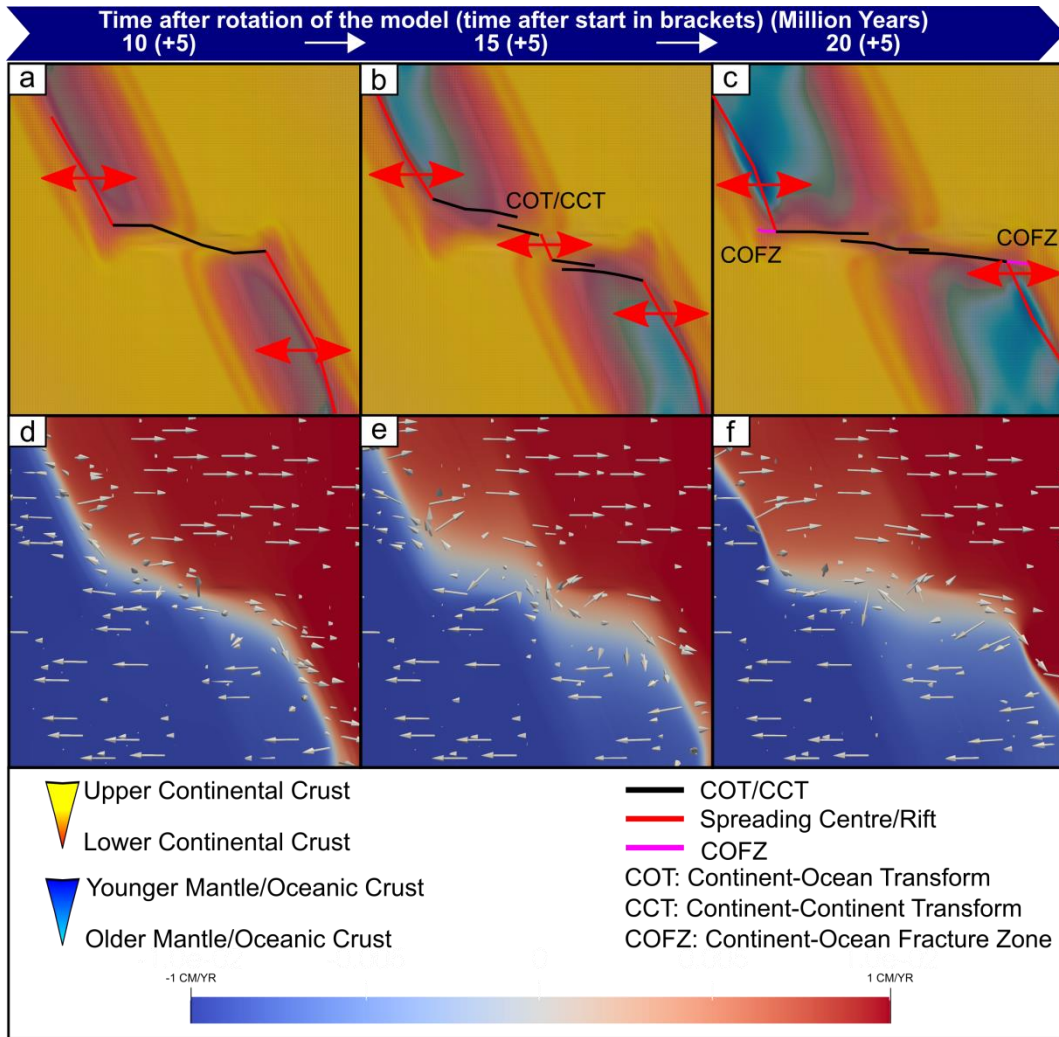 Time after rotation of the model (time after start in brackets) (Million Years)
10 (+5) 15 (+5) 20 (+5)
a b c
COT/CCT
COFZ
COFZ
d e f
Upper Continental Crust
Lower Continental Crust
Younger Mantle/Oceanic Crust
Older Mantle/Oceanic Crust
COT/CCT
Spreading Centre/Rift
COFZ
COT: Continent-Ocean Transform
CCT: Continent-Continent Transform
COFZ: Continent-Ocean Fracture Zone
-1 CM/YR 1 CM/YR